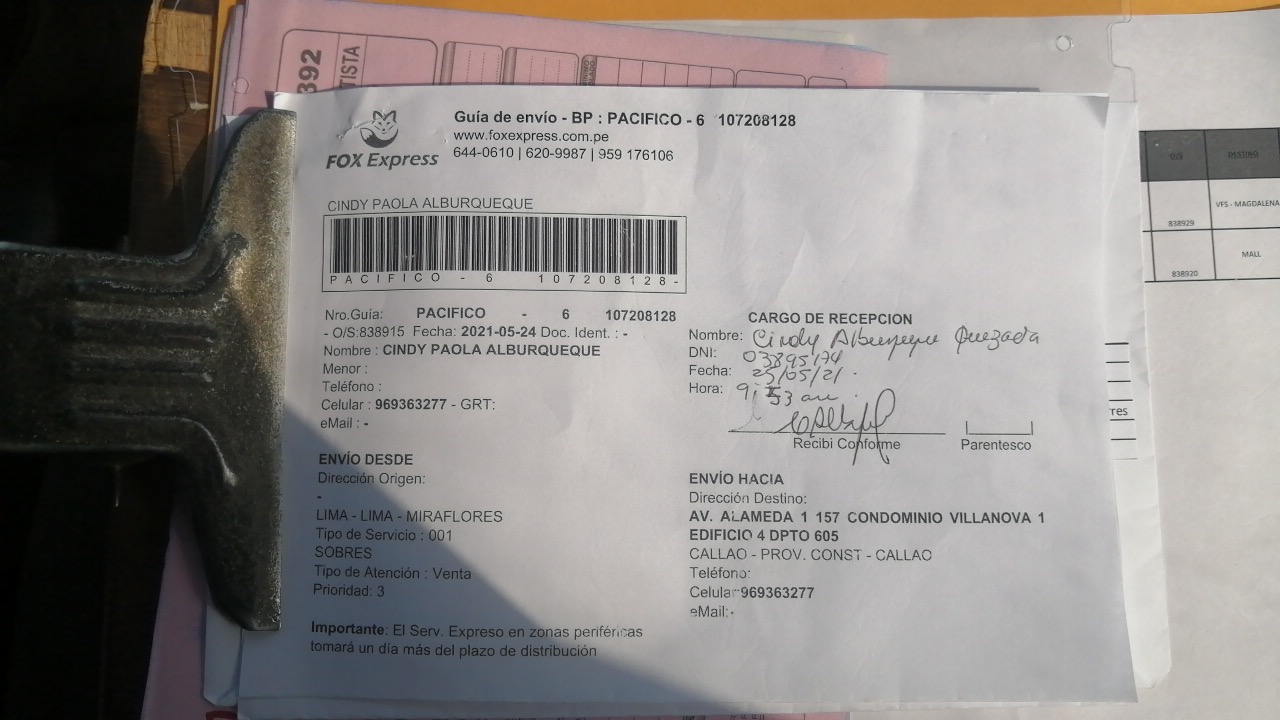 392
TISTA
FOX Express
Guía de envío - BP : PACIFICO - 6 107208128
www.foxexpress.com.pe
644-0610 | 620-9987 | 959 176106
CINDY PAOLA ALBURQUEQUE
PACIFICO - 6 107208128-
Nro.Guia: PACIFICO - 6 107208128
- O/S:838915 Fecha: 2021-05-24 Doc. Ident. : -
Nombre : CINDY PAOLA ALBURQUEQUE
Menor :
Teléfono :
Celular : 969363277 - GRT:
eMail : -
ENVÍO DESDE
Dirección Origen:
-
LIMA - LIMA - MIRAFLORES
Tipo de Servicio : 001
SOBRES
Tipo de Atención : Venta
Prioridad: 3
Importante: El Serv. Expreso en zonas periféricas
tomará un día más del plazo de distribución
CARGO DE RECEPCION
Nombre: Cindy Quezada
DNI: 03895174
Fecha: 25/05/21.
Hora: 9: 53 am.
Recibi Conforme Parentesco
ENVÍO HACIA
Dirección Destino:
AV. ALAMEDA 1 157 CONDOMINIO VILLANOVA 1
EDIFICIO 4 DPTO 605
CALLAO - PROV. CONST - CALLAO
Teléfono:
Celular 969363277
eMail:-
O/S DESTINO
838929 VFS - MAGDALENA
838920 MALL
res